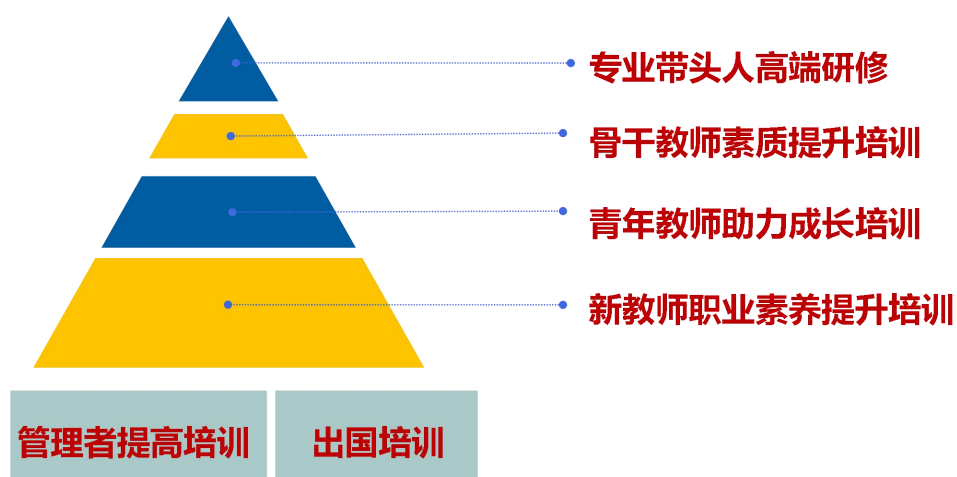 专业带头人高端研修
骨干教师素质提升培训
青年教师助力成长培训
新教师职业素养提升培训
管理者提高培训
出国培训